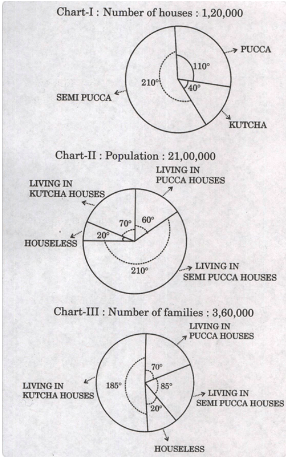 Chart-I : Number of houses : 1,20,000
PUCCA
110°
210°
40°
SEMI PUCCA
KUTCHA
Chart-II : Population : 21,00,000
LIVING IN
KUTCHA HOUSES
LIVING IN
PUCCA HOUSES
70°
60°
HOUSELESS
20°
210°
LIVING IN
SEMI PUCCA HOUSES
Chart-III : Number of families : 3,60,000
LIVING IN
PUCCA HOUSES
70°
185°
85°
LIVING IN
KUTCHA HOUSES
LIVING IN
SEMI PUCCA HOUSES
20°
HOUSELESS